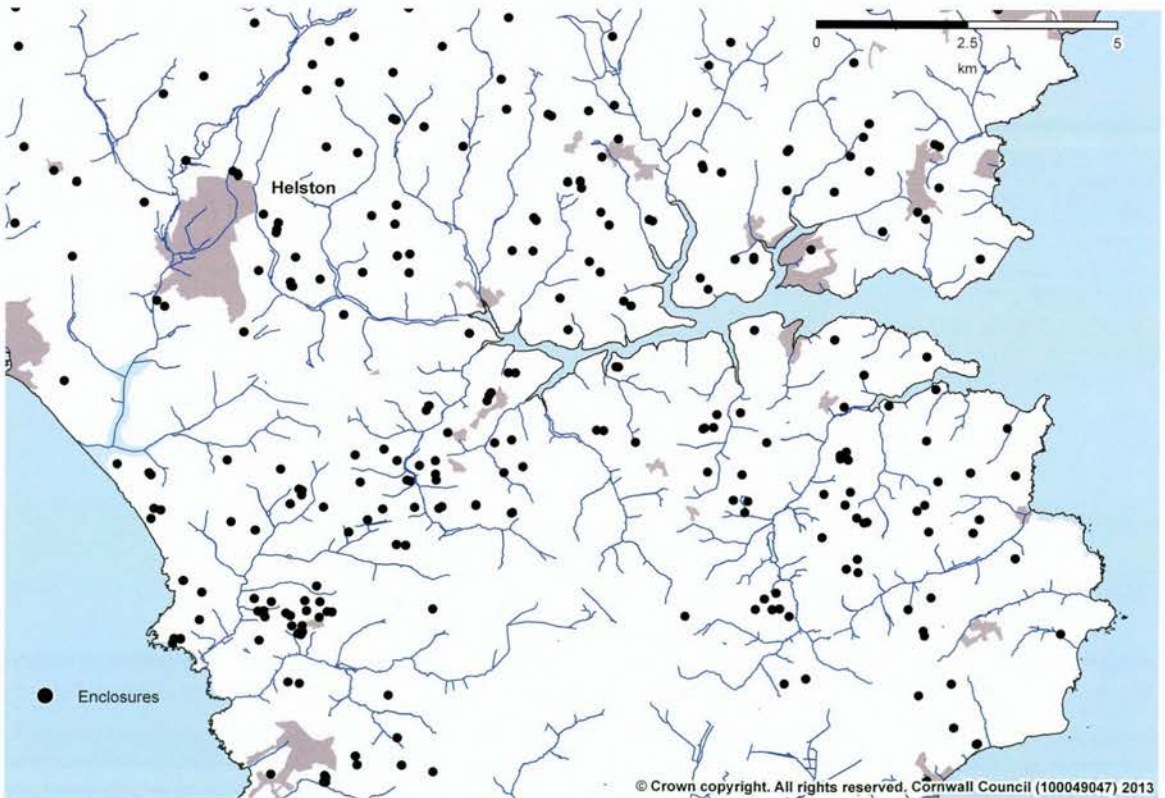 0 2.5 5
km
Helston
Enclosures
© Crown copyright. All rights reserved. Cornwall Council (100049047) 2013